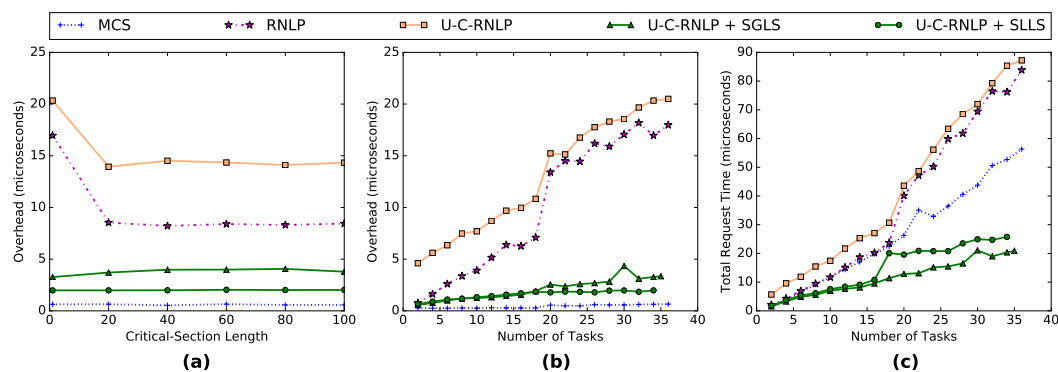 MCS RNLP U-C-RNLP U-C-RNLP + SGLS U-C-RNLP + SLLS
Overhead (microseconds)
25
20
15
10
5
0
0 20 40 60 80 100
Critical-Section Length
(a)
Overhead (microseconds)
25
20
15
10
5
0
0 5 10 15 20 25 30 35 40
Number of Tasks
(b)
Total Request Time (microseconds)
90
80
70
60
50
40
30
20
10
0
0 5 10 15 20 25 30 35 40
Number of Tasks
(c)